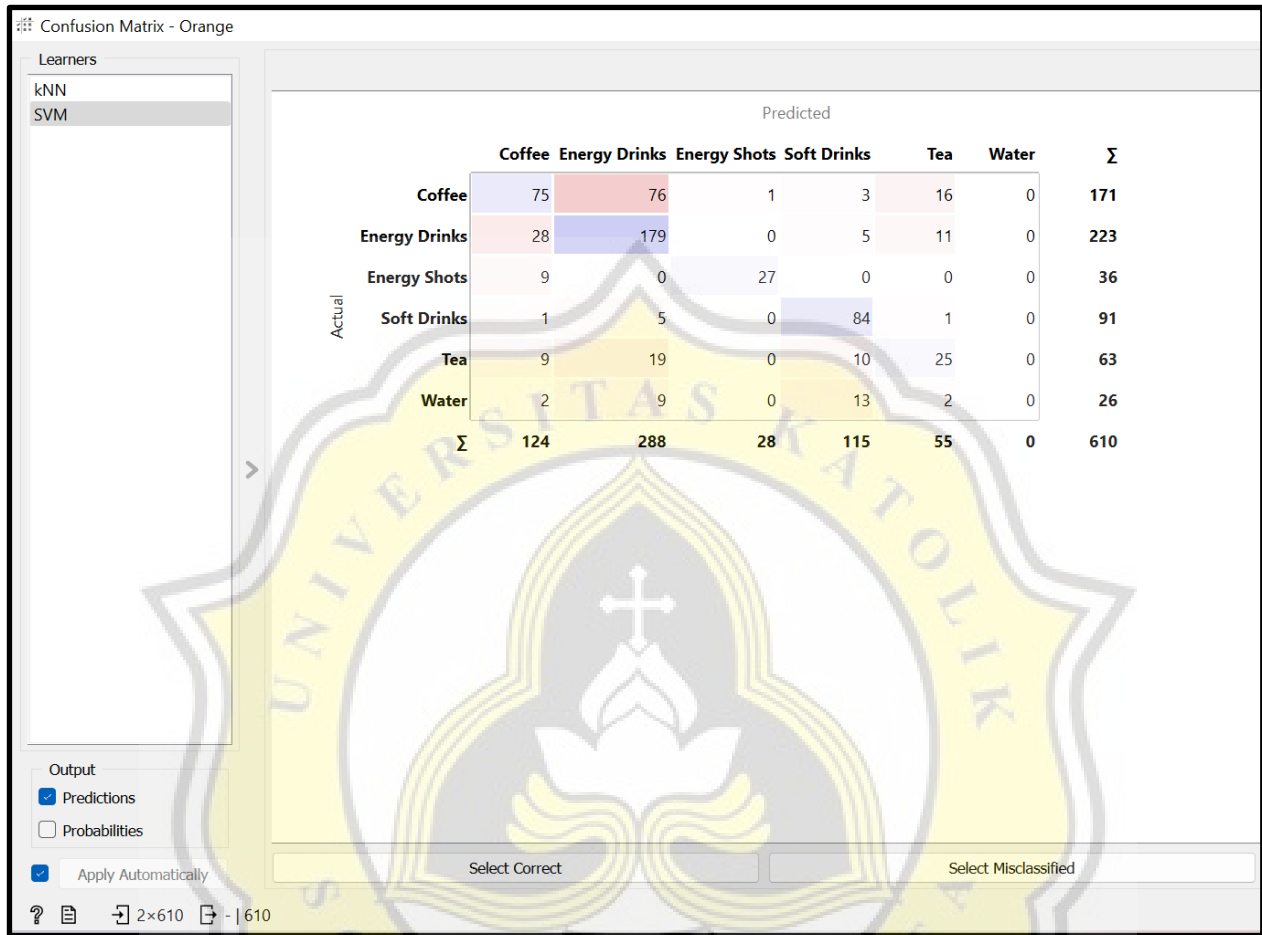 Confusion Matrix - Orange
Learners
kNN
SVM
Predicted
Coffee Energy Drinks Energy Shots Soft Drinks Tea Water Σ
Coffee 75 76 1 3 16 0 171
Energy Drinks 28 179 0 5 11 0 223
Energy Shots 9 0 27 0 0 0 36
Actual
Soft Drinks 1 5 0 84 1 0 91
Tea 9 19 0 10 25 0 63
Water 2 9 0 13 2 0 26
Σ 124 288 28 115 55 0 610
>
UNIVERSITAS KATOLIK
Output
Predictions
Probabilities
Apply Automatically
Select Correct Select Misclassified
? 2×610 - | 610